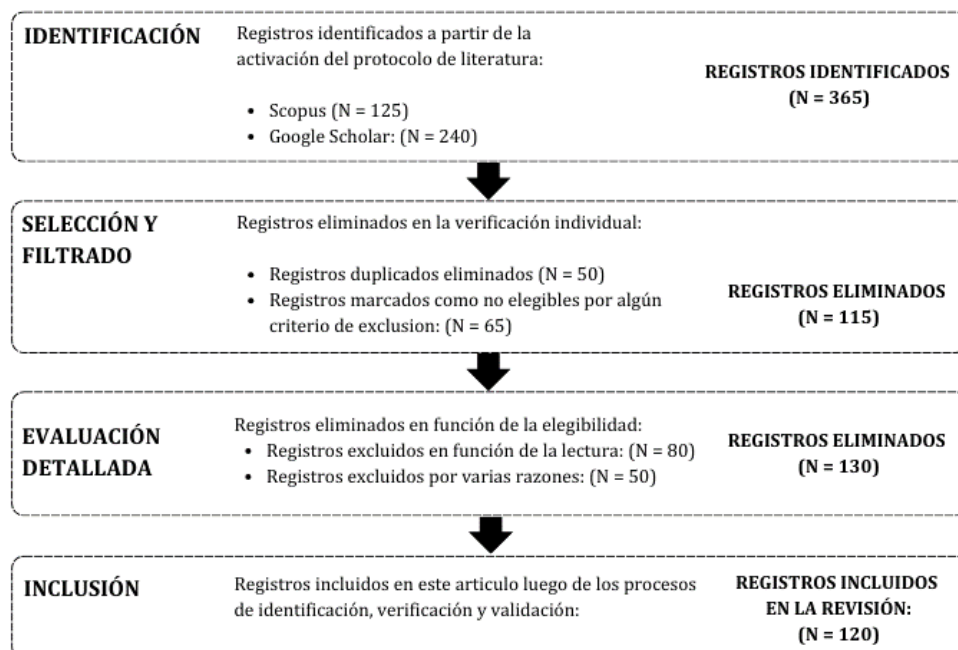 IDENTIFICACIÓN
Registros identificados a partir de la
activación del protocolo de literatura:
• Scopus (N = 125)
• Google Scholar: (N = 240)
REGISTROS IDENTIFICADOS
(N = 365)
SELECCIÓN Y
FILTRADO
Registros eliminados en la verificación individual:
• Registros duplicados eliminados (N = 50)
• Registros marcados como no elegibles por algún
criterio de exclusion: (N = 65)
REGISTROS ELIMINADOS
(N = 115)
EVALUACIÓN
DETALLADA
Registros eliminados en función de la elegibilidad:
• Registros excluidos en función de la lectura: (N = 80)
• Registros excluidos por varias razones: (N = 50)
REGISTROS ELIMINADOS
(N = 130)
INCLUSIÓN
Registros incluidos en este articulo luego de los procesos
de identificación, verificación y validación:
REGISTROS INCLUIDOS
EN LA REVISIÓN:
(N = 120)